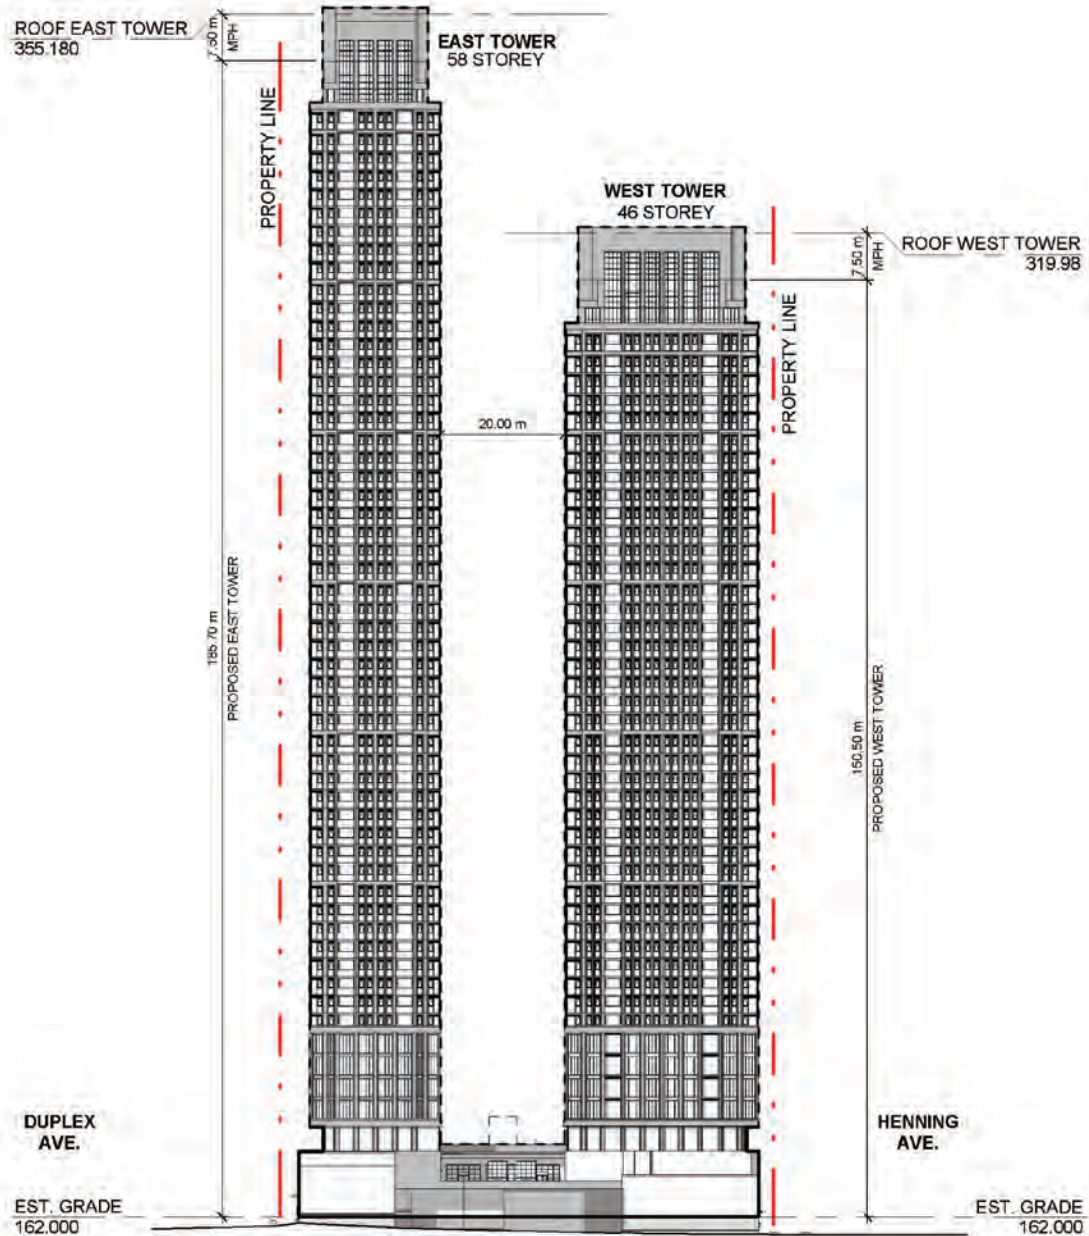 ROOF EAST TOWER
355.180
7.50 m
MPH
EAST TOWER
58 STOREY
PROPERTY LINE
WEST TOWER
46 STOREY
ROOF WEST TOWER
319.98
7.50 m
MPH
PROPERTY LINE
20.00 m
185.70 m
PROPOSED EAST TOWER
150.50 m
PROPOSED WEST TOWER
DUPLEX
AVE.
HENNING
AVE.
EST. GRADE
162.000
EST. GRADE
162.000